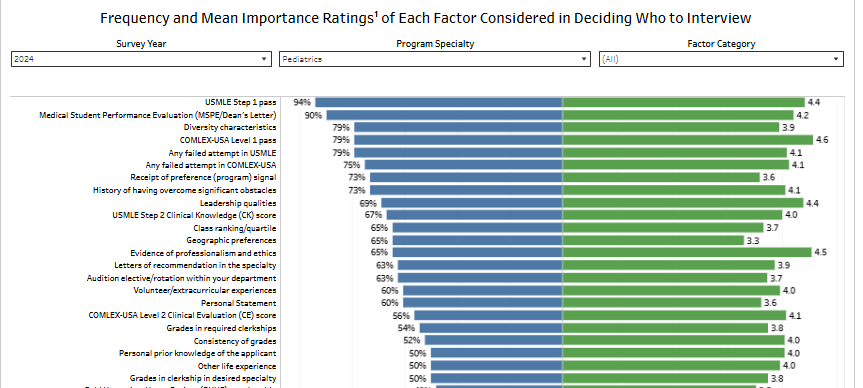 Frequency and Mean Importance Ratings¹ of Each Factor Considered in Deciding Who to Interview
Survey Year Program Specialty Factor Category
2024 Pediatrics (All)
USMLE Step 1 pass 94% 4.4
Medical Student Performance Evaluation (MSPE/Dean's Letter) 90% 4.2
Diversity characteristics 79% 3.9
COMLEX-USA Level 1 pass 79% 4.6
Any failed attempt in USMLE 79% 4.1
Any failed attempt in COMLEX-USA 75% 4.1
Receipt of preference (program) signal 73% 3.6
History of having overcome significant obstacles 73% 4.1
Leadership qualities 69% 4.4
USMLE Step 2 Clinical Knowledge (CK) score 67% 4.0
Class ranking/quartile 65% 3.7
Geographic preferences 65% 3.3
Evidence of professionalism and ethics 65% 4.5
Letters of recommendation in the specialty 63% 3.9
Audition elective/rotation within your department 63% 3.7
Volunteer/extracurricular experiences 60% 4.0
Personal Statement 60% 3.6
COMLEX-USA Level 2 Clinical Evaluation (CE) score 56% 4.1
Grades in required clerkships 54% 3.8
Consistency of grades 52% 4.0
Personal prior knowledge of the applicant 50% 4.0
Other life experience 50% 4.0
Grades in clerkship in desired specialty 50% 3.8